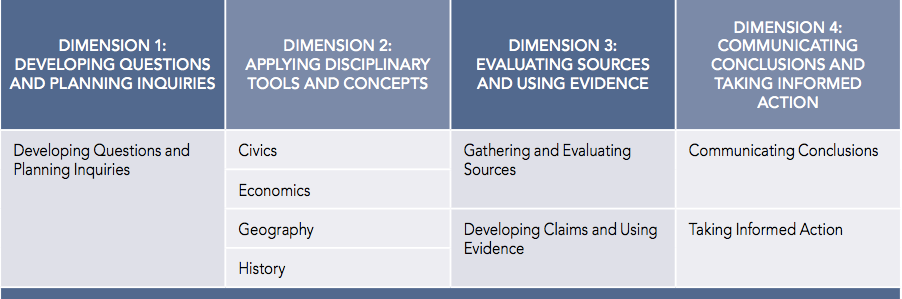 DIMENSION 1:
DEVELOPING QUESTIONS
AND PLANNING INQUIRIES
DIMENSION 2:
APPLYING DISCIPLINARY
TOOLS AND CONCEPTS
DIMENSION 3:
EVALUATING SOURCES
AND USING EVIDENCE
DIMENSION 4:
COMMUNICATING
CONCLUSIONS AND
TAKING INFORMED
ACTION
Developing Questions and
Planning Inquiries
Civics
Economics
Geography
History
Gathering and Evaluating
Sources
Developing Claims and Using
Evidence
Communicating Conclusions
Taking Informed Action